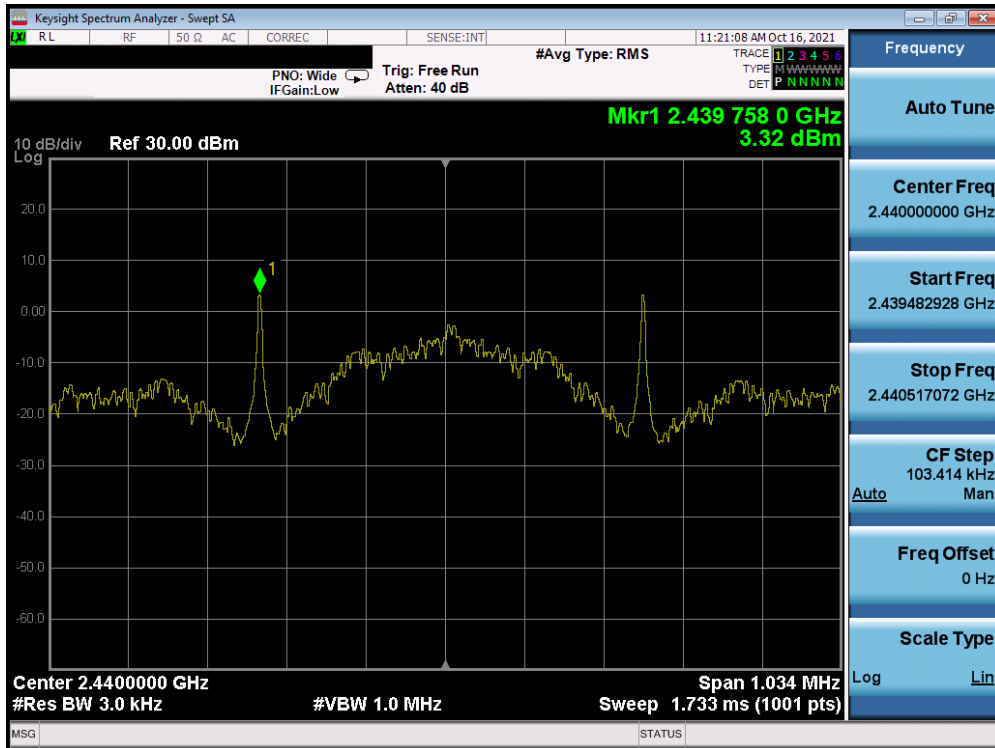 Keysight Spectrum Analyzer - Swept SA
LXI RL RF 50 Ω AC CORREC SENSE:INT 11:21:08 AM Oct 16, 2021
#Avg Type: RMS
TRACE 1 2 3 4 5 6
TYPE M W W W W W
DET P N N N N N
PNO: Wide
IFGain:Low
Trig: Free Run
Atten: 40 dB
Mkr1 2.439 758 0 GHz
3.32 dBm
10 dB/div
Log
Ref 30.00 dBm
20.0
10.0
0.00
-10.0
-20.0
-30.0
-40.0
-50.0
-60.0
1
Center 2.4400000 GHz
#Res BW 3.0 kHz
#VBW 1.0 MHz
Span 1.034 MHz
Sweep 1.733 ms (1001 pts)
MSG
STATUS
Frequency
Auto Tune
Center Freq
2.440000000 GHz
Start Freq
2.439482928 GHz
Stop Freq
2.440517072 GHz
CF Step
103.414 kHz
Auto Man
Freq Offset
0 Hz
Scale Type
Log Lin